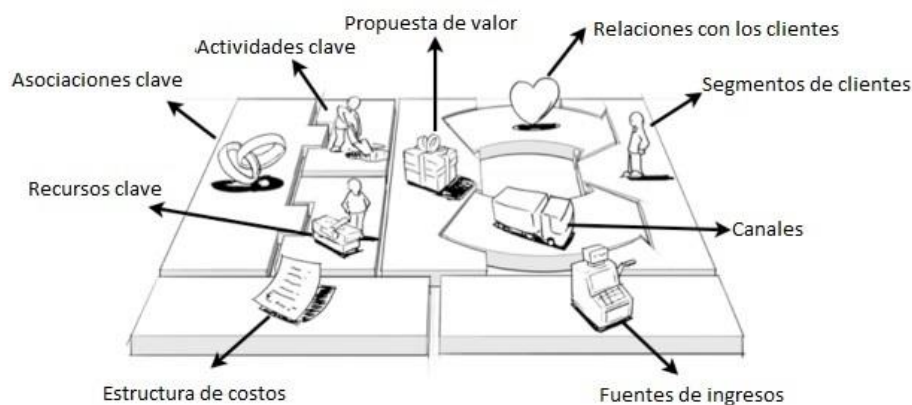 Propuesta de valor
Relaciones con los clientes
Actividades clave
Asociaciones clave
Segmentos de clientes
Recursos clave
Canales
Estructura de costos
Fuentes de ingresos